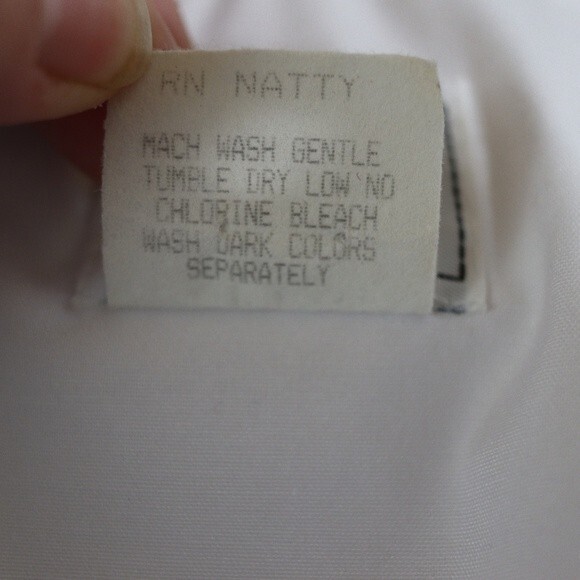 RN NATTY
MACH WASH GENTLE
TUMBLE DRY LOW NO
CHLORINE BLEACH
WASH DARK COLORS
SEPARATELY